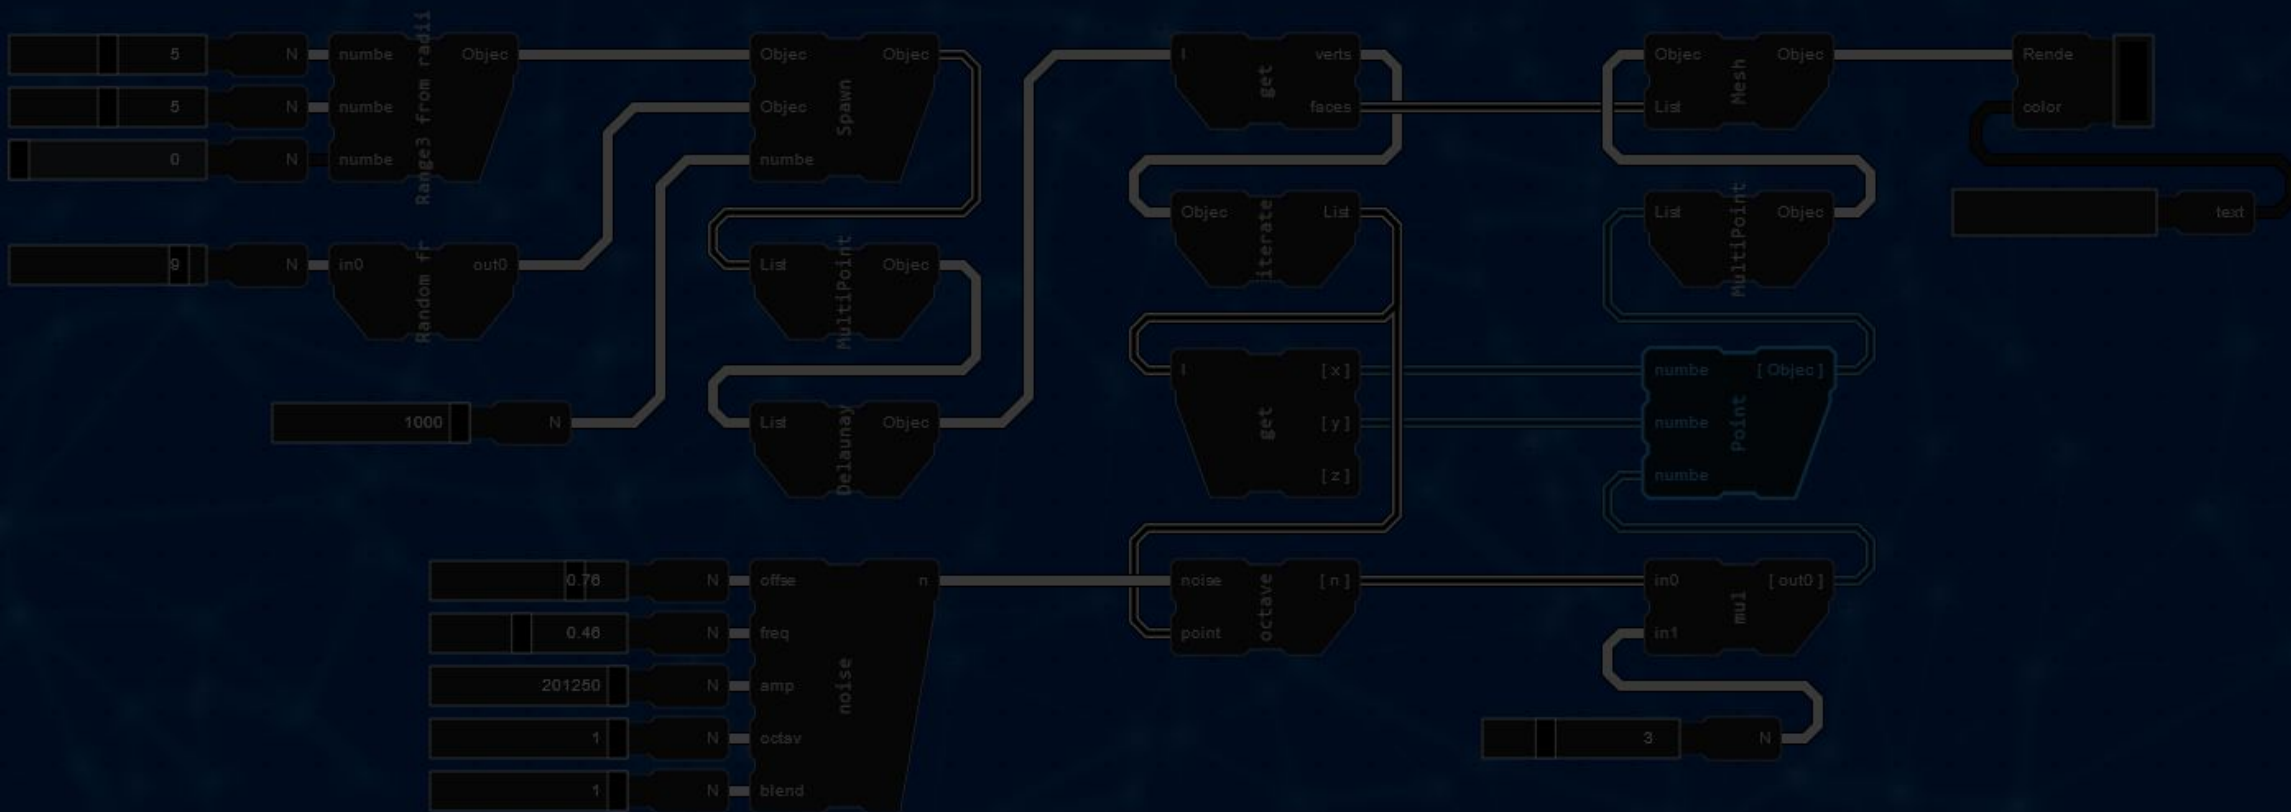 5 N numbe Objec
5 N numbe
0 N numbe
Range3 from radii
Objec Objec
Objec
numbe
Spawn
I verts
faces
get
Objec Objec
List
Mesh
Rende
color
text
9 N in0 out0
Random fr
List Objec
MultiPoint
Objec List
iterate
List Objec
MultiPoint
1000 N
List Objec
Delaunay
I [ x ]
[ y ]
[ z ]
get
numbe [ Objec ]
numbe
numbe
Point
0.76 N offse n
0.46 N freq
201250 N amp
1 N octav
1 N blend
noise
noise [ n ]
point
octave
in0 [ out0 ]
in1
mul
3 N